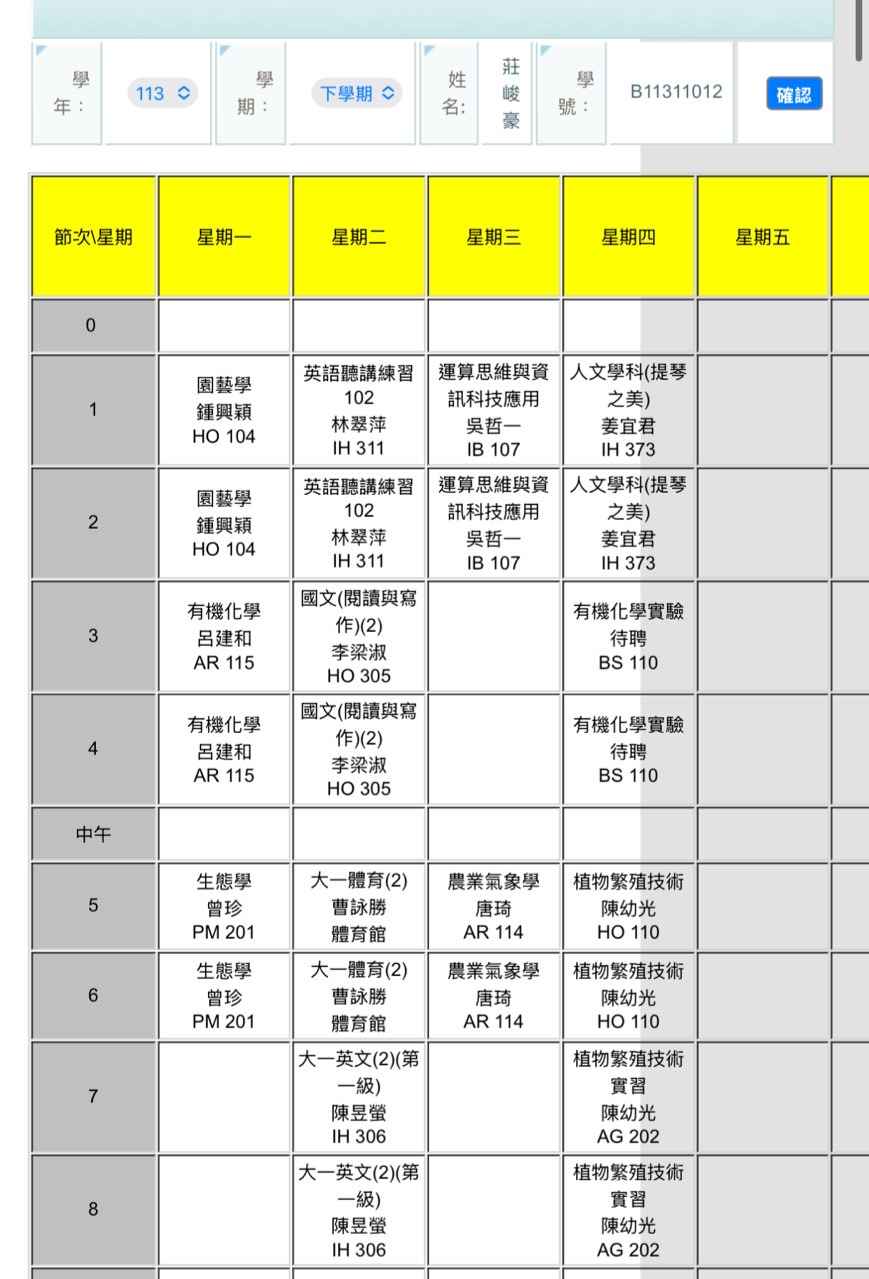 學年： 113 學期： 下學期 姓名: 莊峻豪 學號： B11311012 確認
節次\星期 星期一 星期二 星期三 星期四 星期五
0
1
園藝學
鍾興穎
HO 104
英語聽講練習
102
林翠萍
IH 311
運算思維與資
訊科技應用
吳哲一
IB 107
人文學科(提琴
之美)
姜宜君
IH 373
2
園藝學
鍾興穎
HO 104
英語聽講練習
102
林翠萍
IH 311
運算思維與資
訊科技應用
吳哲一
IB 107
人文學科(提琴
之美)
姜宜君
IH 373
3
有機化學
呂建和
AR 115
國文(閱讀與寫
作)(2)
李梁淑
HO 305
有機化學實驗
待聘
BS 110
4
有機化學
呂建和
AR 115
國文(閱讀與寫
作)(2)
李梁淑
HO 305
有機化學實驗
待聘
BS 110
中午
5
生態學
曾珍
PM 201
大一體育(2)
曹詠勝
體育館
農業氣象學
唐琦
AR 114
植物繁殖技術
陳幼光
HO 110
6
生態學
曾珍
PM 201
大一體育(2)
曹詠勝
體育館
農業氣象學
唐琦
AR 114
植物繁殖技術
陳幼光
HO 110
7
大一英文(2)(第
一級)
陳昱螢
IH 306
植物繁殖技術
實習
陳幼光
AG 202
8
大一英文(2)(第
一級)
陳昱螢
IH 306
植物繁殖技術
實習
陳幼光
AG 202